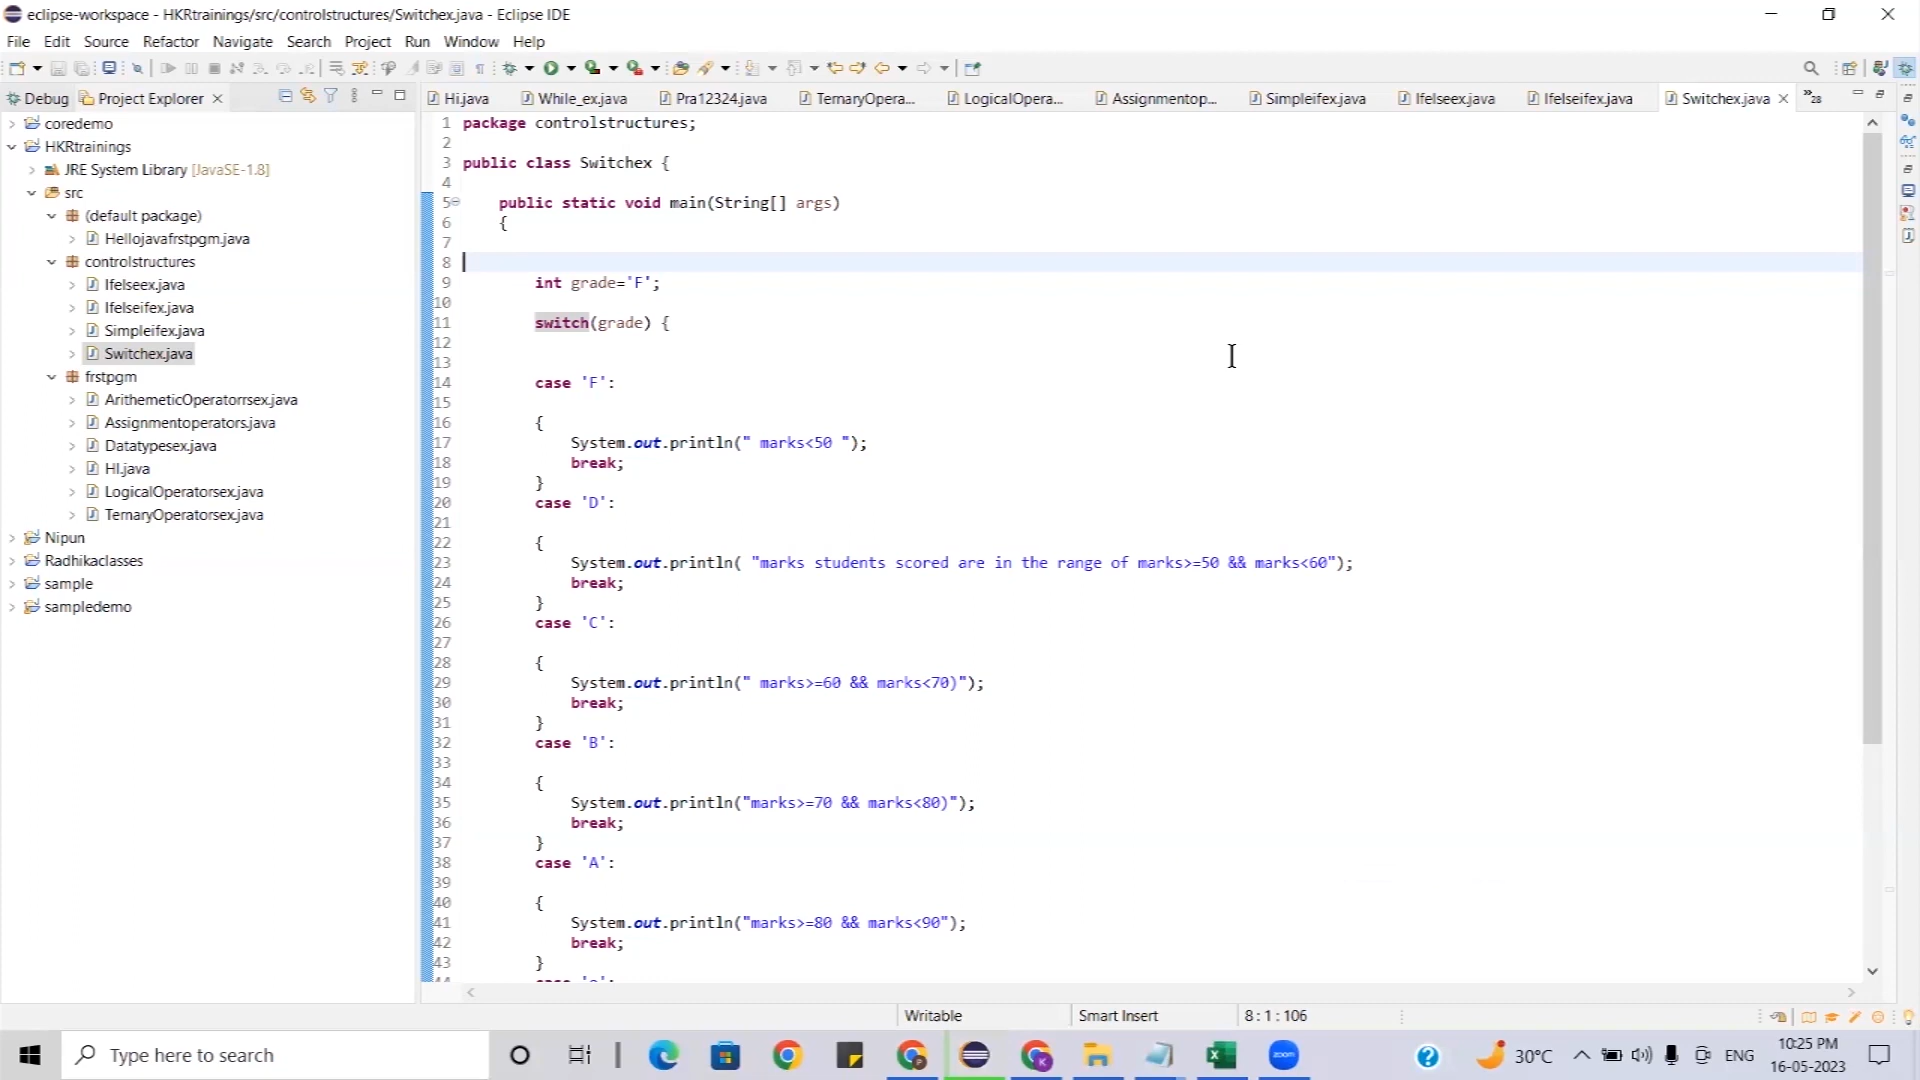 eclipse-workspace - HKRtrainings/src/controlstructures/Switchex.java - Eclipse IDE
File Edit Source Refactor Navigate Search Project Run Window Help
Debug Project Explorer
Hi.java While_ex.java Pra12324.java TernaryOpera... LogicalOpera... Assignmentop... Simpleifex.java Ifelseex.java Ifelseifex.java Switchex.java »28
coredemo
HKRtrainings
JRE System Library [JavaSE-1.8]
src
(default package)
Hellojavafrstpgm.java
controlstructures
Ifelseex.java
Ifelseifex.java
Simpleifex.java
Switchex.java
frstpgm
ArithemeticOperatorrsex.java
Assignmentoperators.java
Datatypesex.java
HI.java
LogicalOperatorsex.java
TernaryOperatorsex.java
Nipun
Radhikaclasses
sample
sampledemo
1 package controlstructures;
2
3 public class Switchex {
4
5 public static void main(String[] args)
6 {
7
8
9 int grade='F';
10
11 switch(grade) {
12
13
14 case 'F':
15
16 {
17 System.out.println(" marks<50 ");
18 break;
19 }
20 case 'D':
21
22 {
23 System.out.println( "marks students scored are in the range of marks>=50 && marks<60");
24 break;
25 }
26 case 'C':
27
28 {
29 System.out.println(" marks>=60 && marks<70)");
30 break;
31 }
32 case 'B':
33
34 {
35 System.out.println("marks>=70 && marks<80)");
36 break;
37 }
38 case 'A':
39
40 {
41 System.out.println("marks>=80 && marks<90");
42 break;
43 }
Writable Smart Insert 8 : 1 : 106
Type here to search
zoom
30°C ENG
10:25 PM
16-05-2023